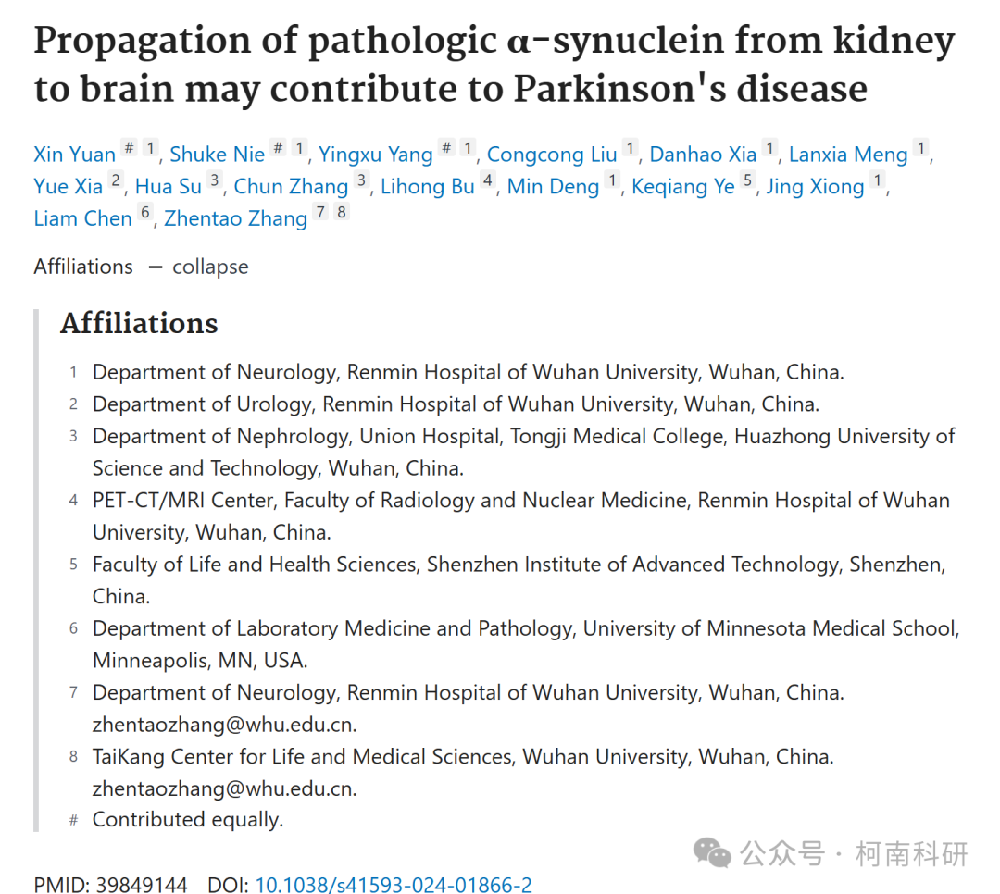 Propagation of pathologic α-synuclein from kidney
to brain may contribute to Parkinson's disease
Xin Yuan # 1, Shuke Nie # 1, Yingxu Yang # 1, Congcong Liu 1, Danhao Xia 1, Lanxia Meng 1,
Yue Xia 2, Hua Su 3, Chun Zhang 3, Lihong Bu 4, Min Deng 1, Keqiang Ye 5, Jing Xiong 1,
Liam Chen 6, Zhentao Zhang 7 8
Affiliations — collapse
Affiliations
1 Department of Neurology, Renmin Hospital of Wuhan University, Wuhan, China.
2 Department of Urology, Renmin Hospital of Wuhan University, Wuhan, China.
3 Department of Nephrology, Union Hospital, Tongji Medical College, Huazhong University of
Science and Technology, Wuhan, China.
4 PET-CT/MRI Center, Faculty of Radiology and Nuclear Medicine, Renmin Hospital of Wuhan
University, Wuhan, China.
5 Faculty of Life and Health Sciences, Shenzhen Institute of Advanced Technology, Shenzhen,
China.
6 Department of Laboratory Medicine and Pathology, University of Minnesota Medical School,
Minneapolis, MN, USA.
7 Department of Neurology, Renmin Hospital of Wuhan University, Wuhan, China.
zhentaozhang@whu.edu.cn.
8 TaiKang Center for Life and Medical Sciences, Wuhan University, Wuhan, China.
zhentaozhang@whu.edu.cn.
# Contributed equally.
公众号 · 柯南科研
PMID: 39849144 DOI: 10.1038/s41593-024-01866-2